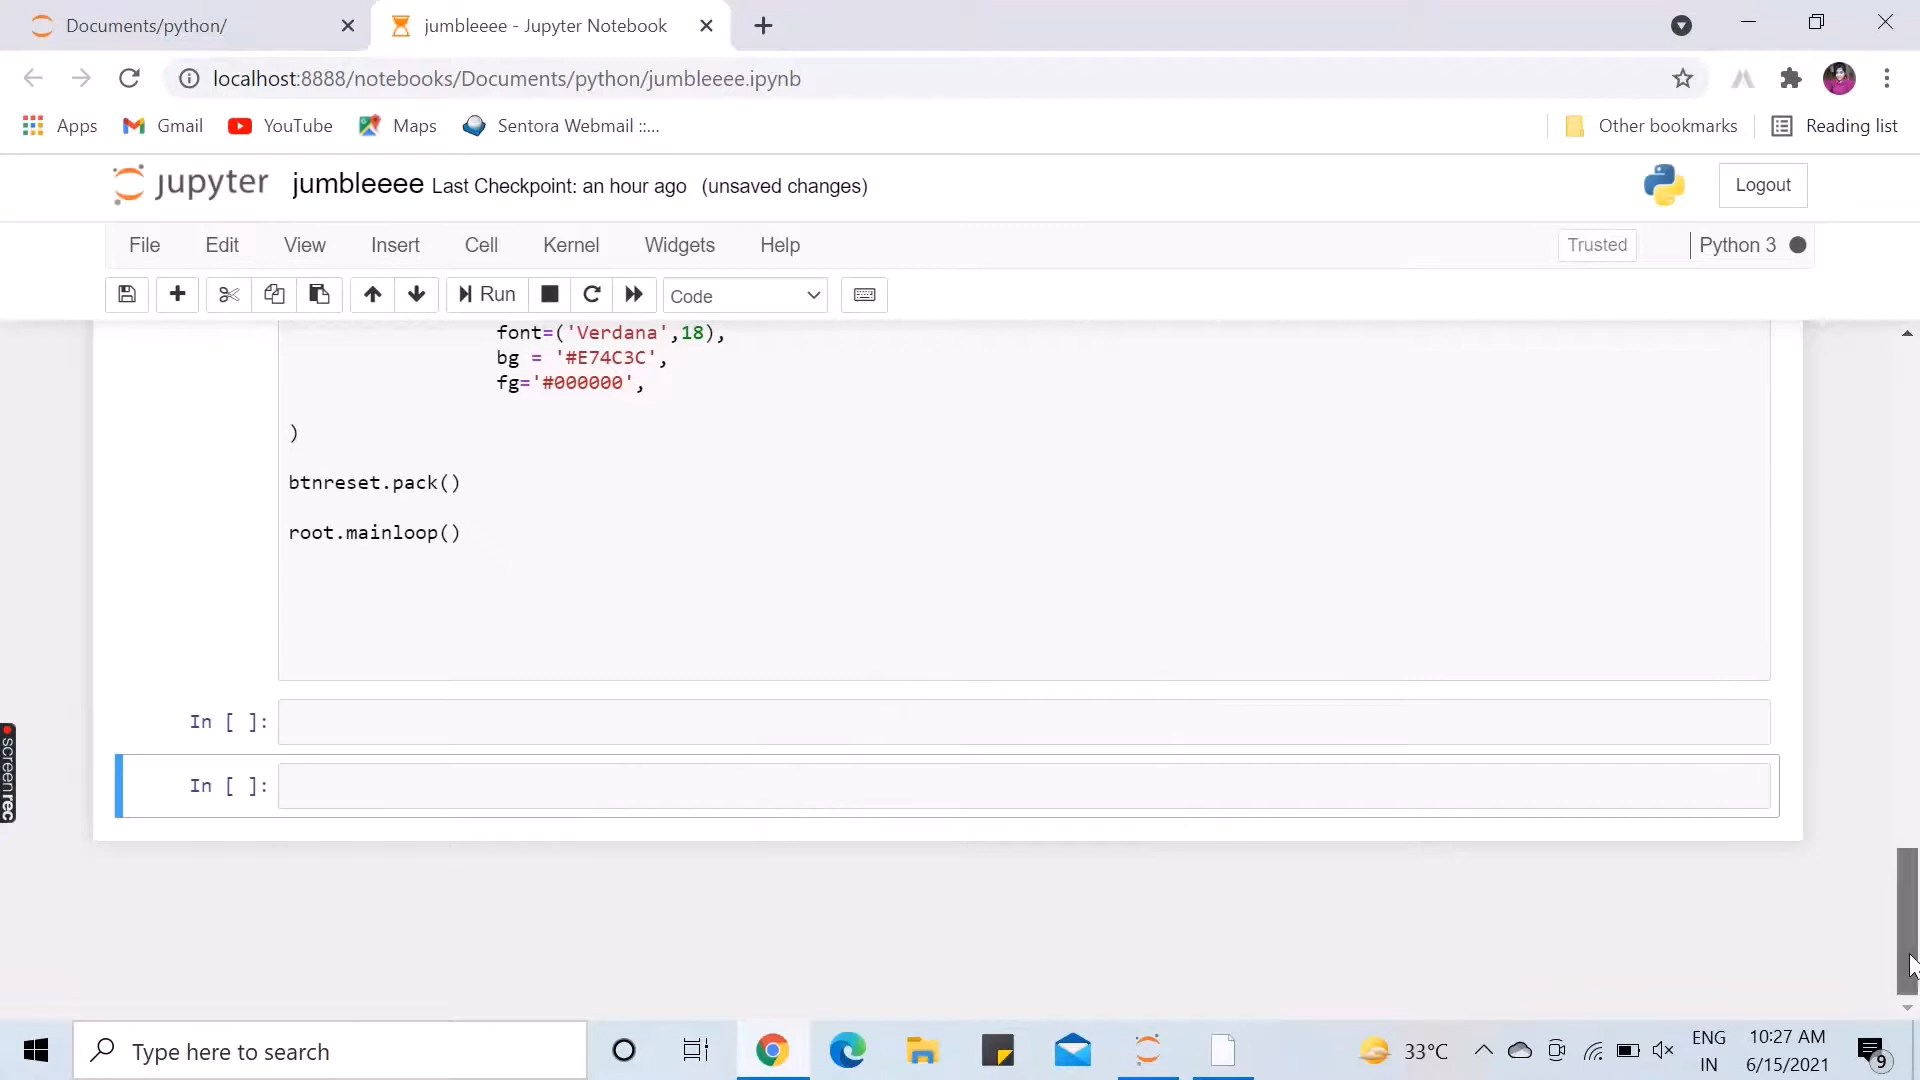 Documents/python/
jumbleeee - Jupyter Notebook
localhost:8888/notebooks/Documents/python/jumbleeee.ipynb
Apps Gmail YouTube Maps Sentora Webmail ::... Other bookmarks Reading list
jupyter jumbleeee Last Checkpoint: an hour ago (unsaved changes) Logout
File Edit View Insert Cell Kernel Widgets Help Trusted Python 3
Run Code
font=('Verdana',18),
bg = '#E74C3C',
fg='#000000',
)
btnreset.pack()
root.mainloop()
In [ ]:
In [ ]:
screenrec
Type here to search
33°C
ENG
IN
10:27 AM
6/15/2021
9